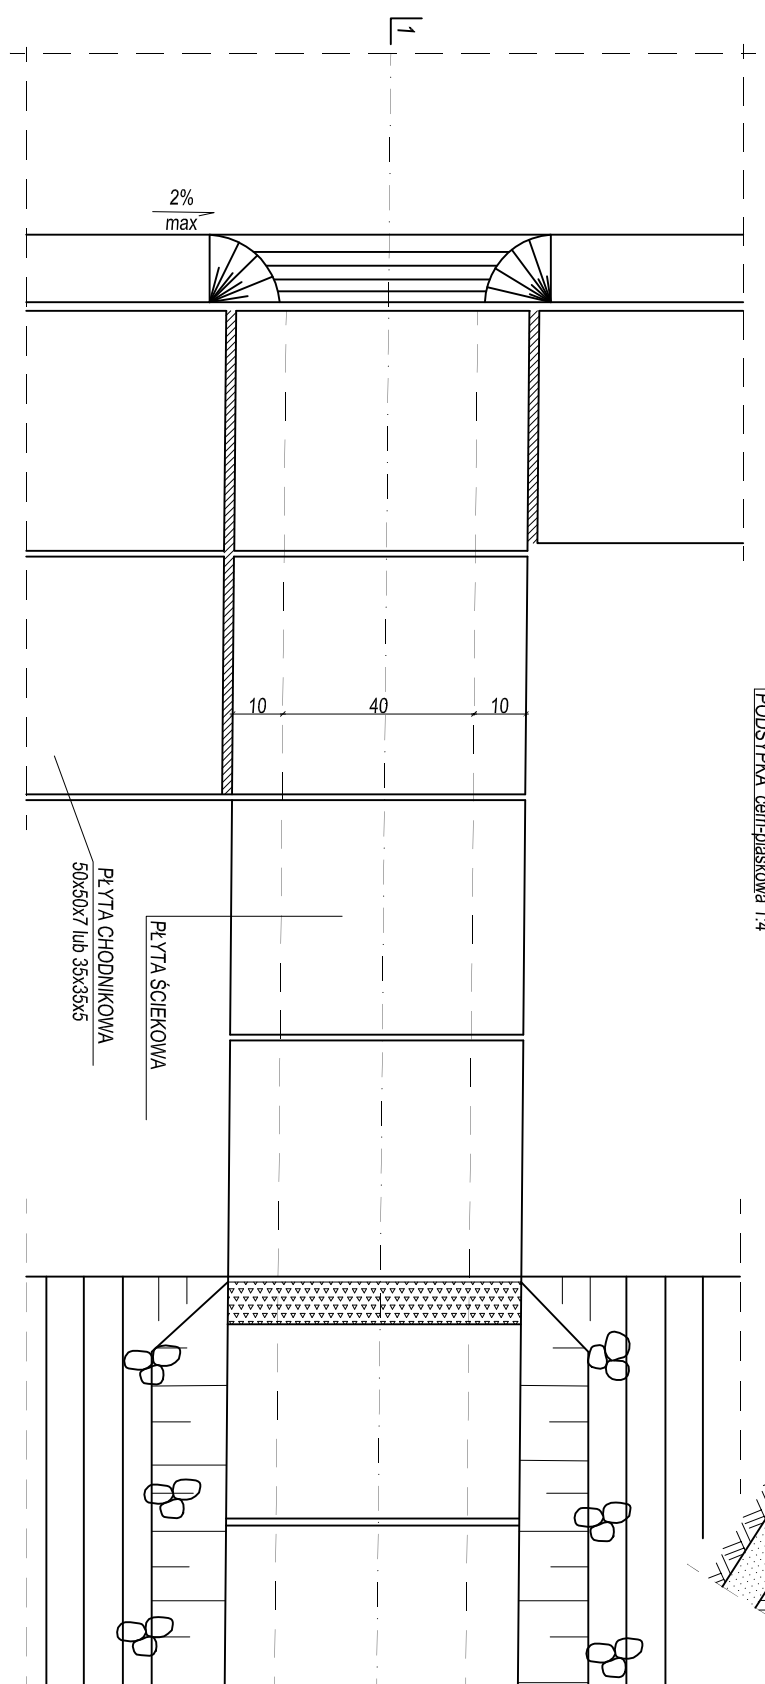 1
2%
max
10 40 10
PODSYPKA cem-piaskowa 1:4
PŁYTA CHODNIKOWA
50x50x7 lub 35x35x5
PŁYTA ŚCIEKOWA